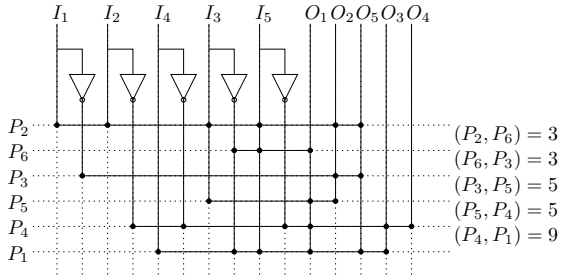 I₁ I₂ I₄ I₃ I₅ O₁ O₂ O₅ O₃ O₄
P₂
(P₂, P₆) = 3
P₆
(P₆, P₃) = 3
P₃
(P₃, P₅) = 5
P₅
(P₅, P₄) = 5
P₄
(P₄, P₁) = 9
P₁